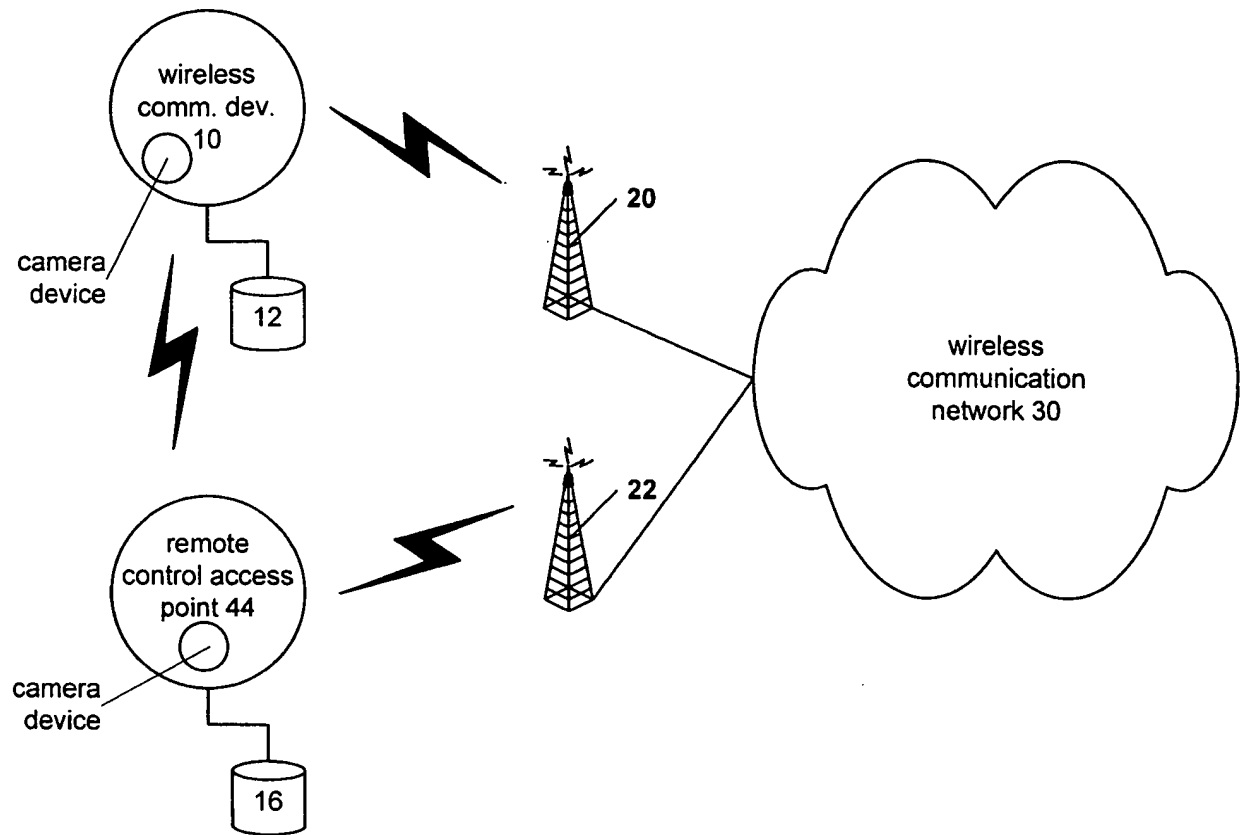 wireless
comm. dev.
10
camera
device
12
20
wireless
communication
network 30
22
remote
control access
point 44
camera
device
16